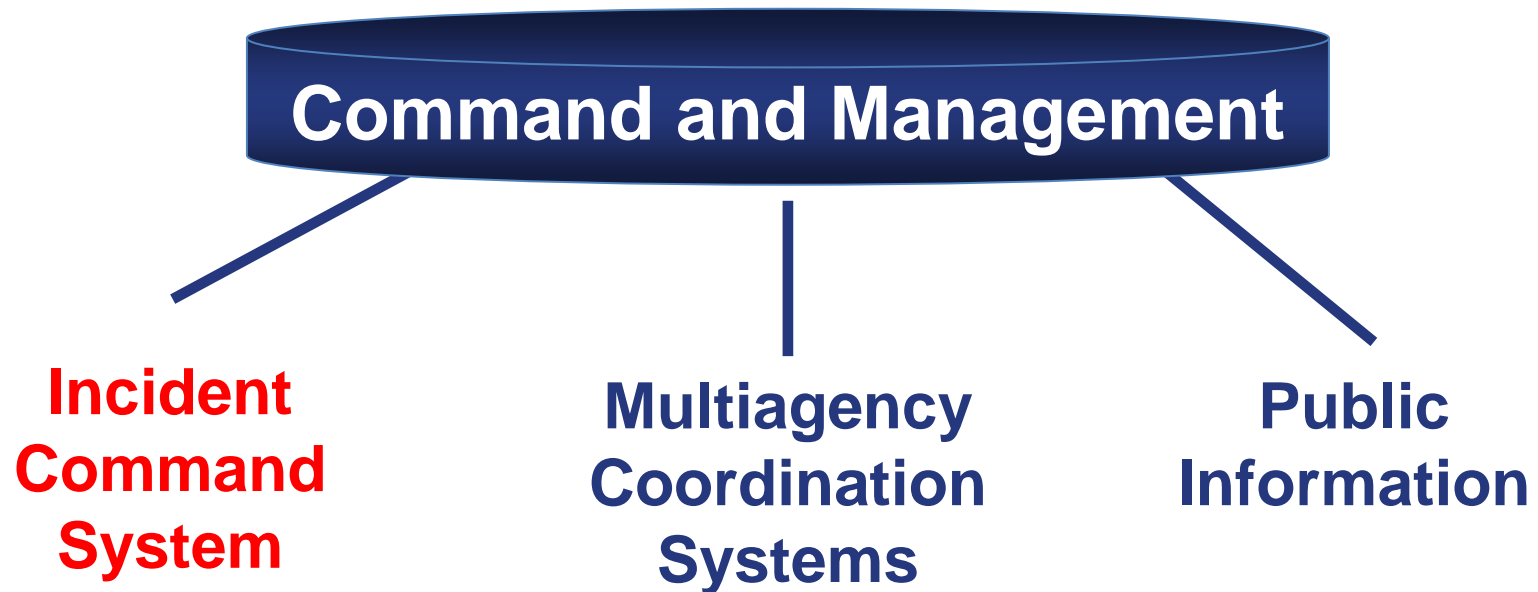 Command and Management
Incident
Command
System
Multiagency
Coordination
Systems
Public
Information